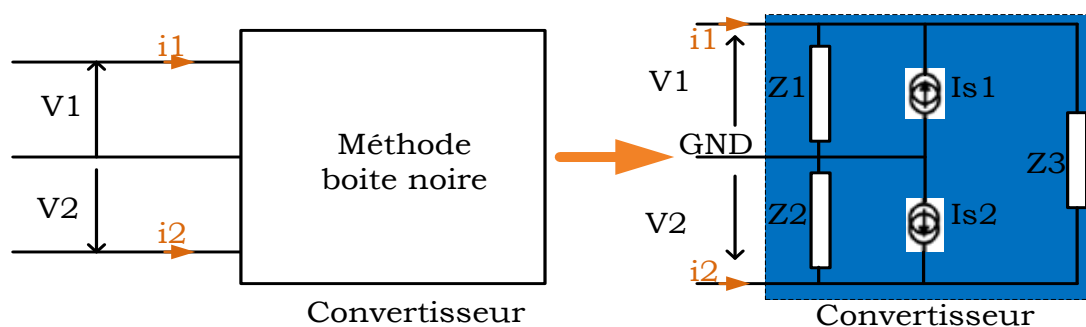 i1
V1
V2
i2
Méthode
boite noire
Convertisseur
i1
V1
GND
V2
i2
Z1
Is1
Z3
Z2
Is2
Convertisseur